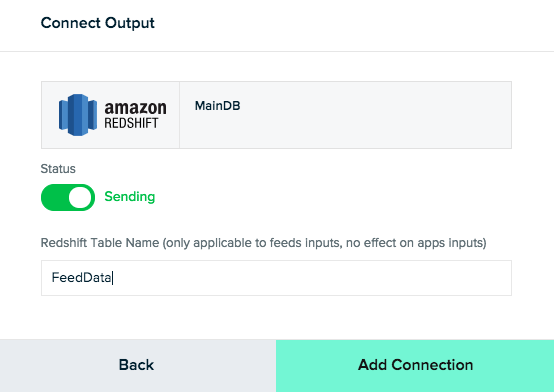 Connect Output
amazon
REDSHIFT
MainDB
Status
Sending
Redshift Table Name (only applicable to feeds inputs, no effect on apps inputs)
FeedData
Back
Add Connection